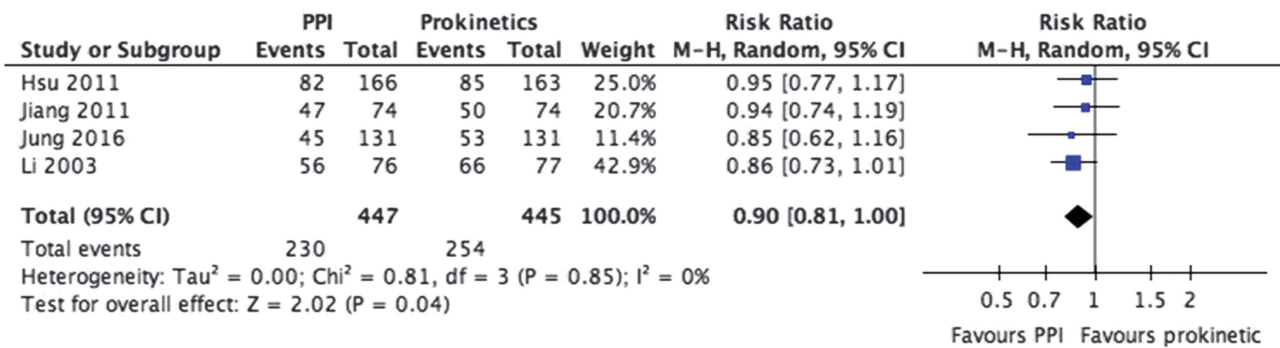 PPI Prokinetics Risk Ratio Risk Ratio
Study or Subgroup Events Total Events Total Weight M-H, Random, 95% CI M-H, Random, 95% CI
Hsu 2011 82 166 85 163 25.0% 0.95 [0.77, 1.17]
Jiang 2011 47 74 50 74 20.7% 0.94 [0.74, 1.19]
Jung 2016 45 131 53 131 11.4% 0.85 [0.62, 1.16]
Li 2003 56 76 66 77 42.9% 0.86 [0.73, 1.01]
Total (95% CI) 447 445 100.0% 0.90 [0.81, 1.00]
Total events 230 254
Heterogeneity: Tau² = 0.00; Chi² = 0.81, df = 3 (P = 0.85); I² = 0%
Test for overall effect: Z = 2.02 (P = 0.04)
0.5 0.7 1 1.5 2
Favours PPI Favours prokinetic